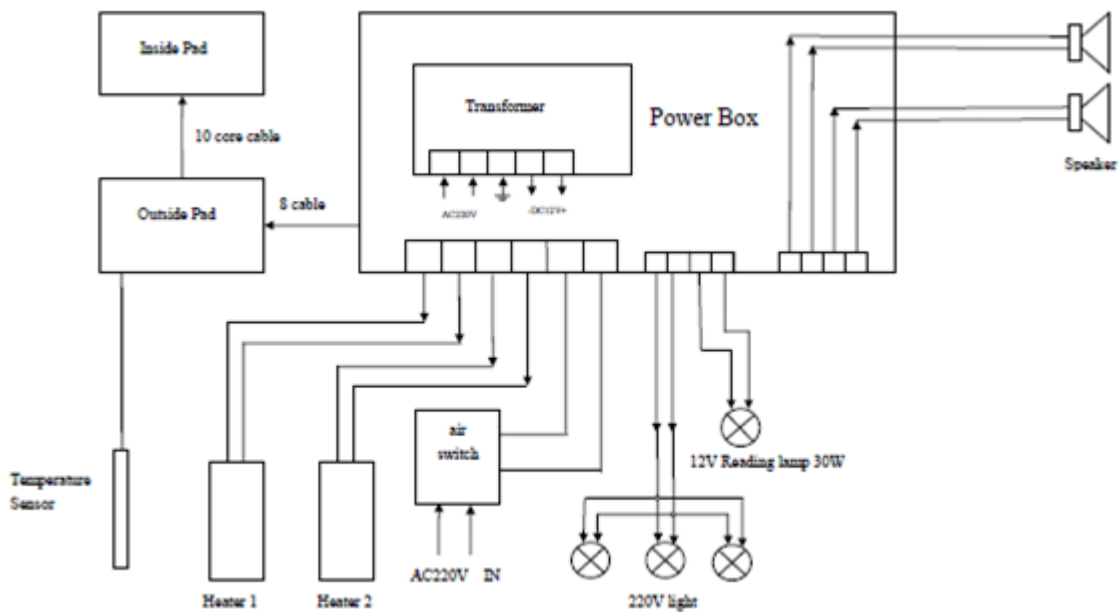 Inside Pad
10 core cable
Outside Pad
8 cable
Transformer
AC220V
-DC12V+
Power Box
Speaker
Temperature
Sensor
Heater 1
Heater 2
air
switch
AC220V IN
12V Reading lamp 30W
220V light